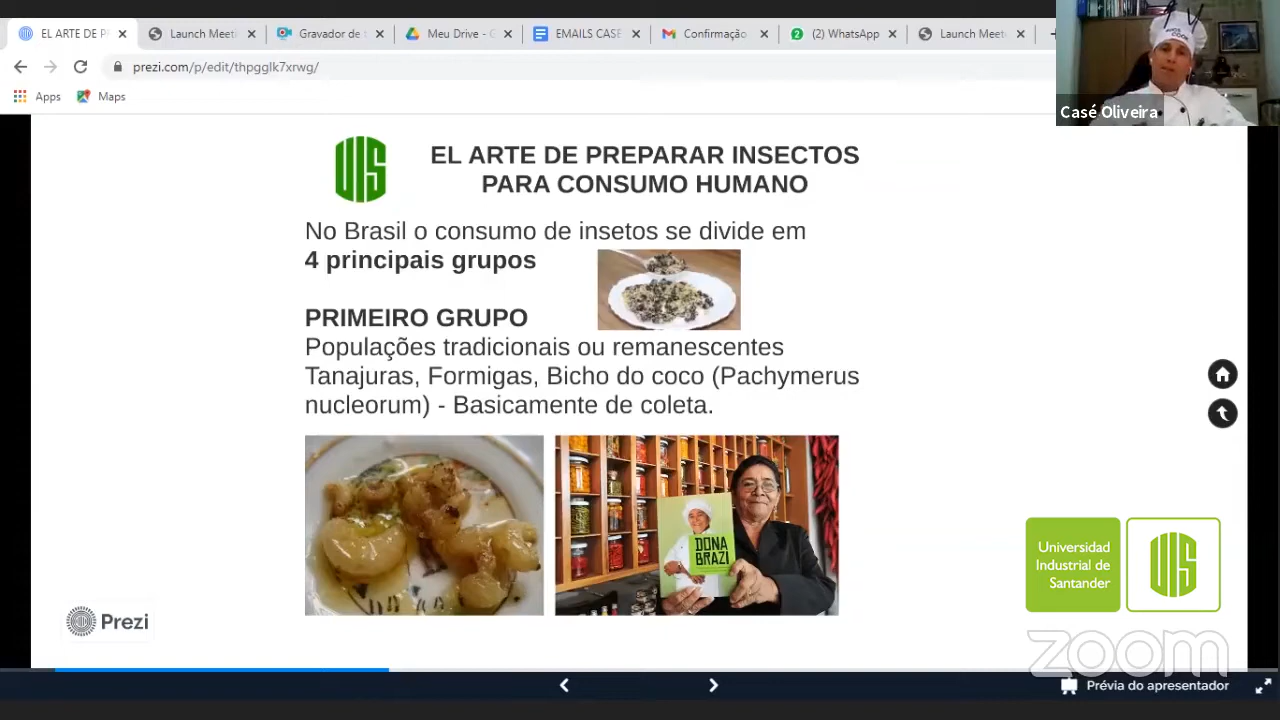 EL ARTE DE P
Launch Meet
Gravador de
Meu Drive - G
EMAILS CASE
Confirmação
(2) WhatsApp
Launch Meet
prezi.com/p/edit/thpgglk7xrwg/
Apps
Maps
Casé Oliveira
UIS
EL ARTE DE PREPARAR INSECTOS
PARA CONSUMO HUMANO
No Brasil o consumo de insetos se divide em
4 principais grupos
PRIMEIRO GRUPO
Populações tradicionais ou remanescentes
Tanajuras, Formigas, Bicho do coco (Pachymerus
nucleorum) - Basicamente de coleta.
DONA
BRAZI
Universidad
Industrial de
Santander
UIS
Prezi
zoom
Prévia do apresentador